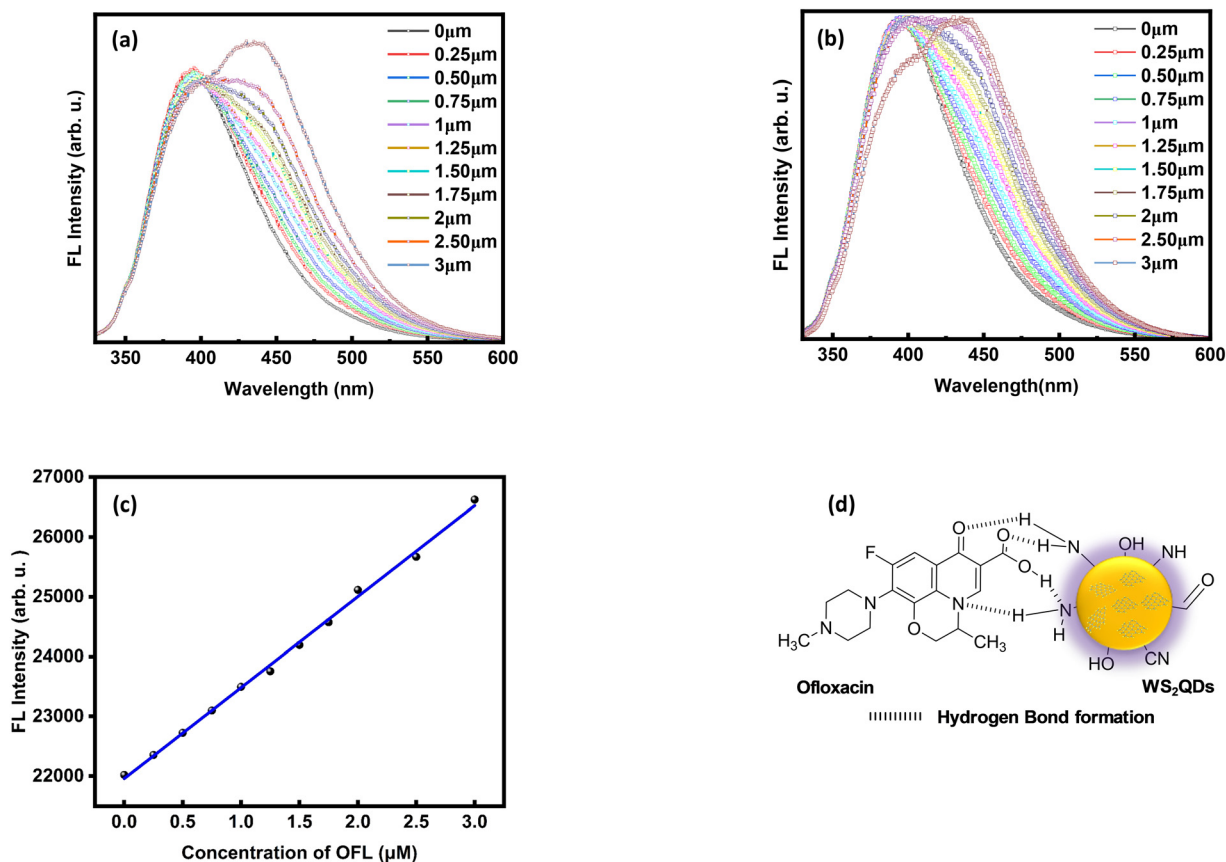 (a)
0μm
0.25μm
0.50μm
0.75μm
1μm
1.25μm
1.50μm
1.75μm
2μm
2.50μm
3μm
FL Intensity (arb. u.)
350 400 450 500 550 600
Wavelength (nm)
(b)
0μm
0.25μm
0.50μm
0.75μm
1μm
1.25μm
1.50μm
1.75μm
2μm
2.50μm
3μm
FL Intensity (arb. u.)
350 400 450 500 550 600
Wavelength(nm)
(c)
27000
26000
25000
24000
23000
22000
FL Intensity (arb. u. )
0.0 0.5 1.0 1.5 2.0 2.5 3.0
Concentration of OFL (μM)
(d)
O
H
O
N
OH
NH
F
H
O
O
H
N
N
H
N
H
N
O
CH₃
H₃C
HO
CN
Ofloxacin
WS₂QDs
Hydrogen Bond formation